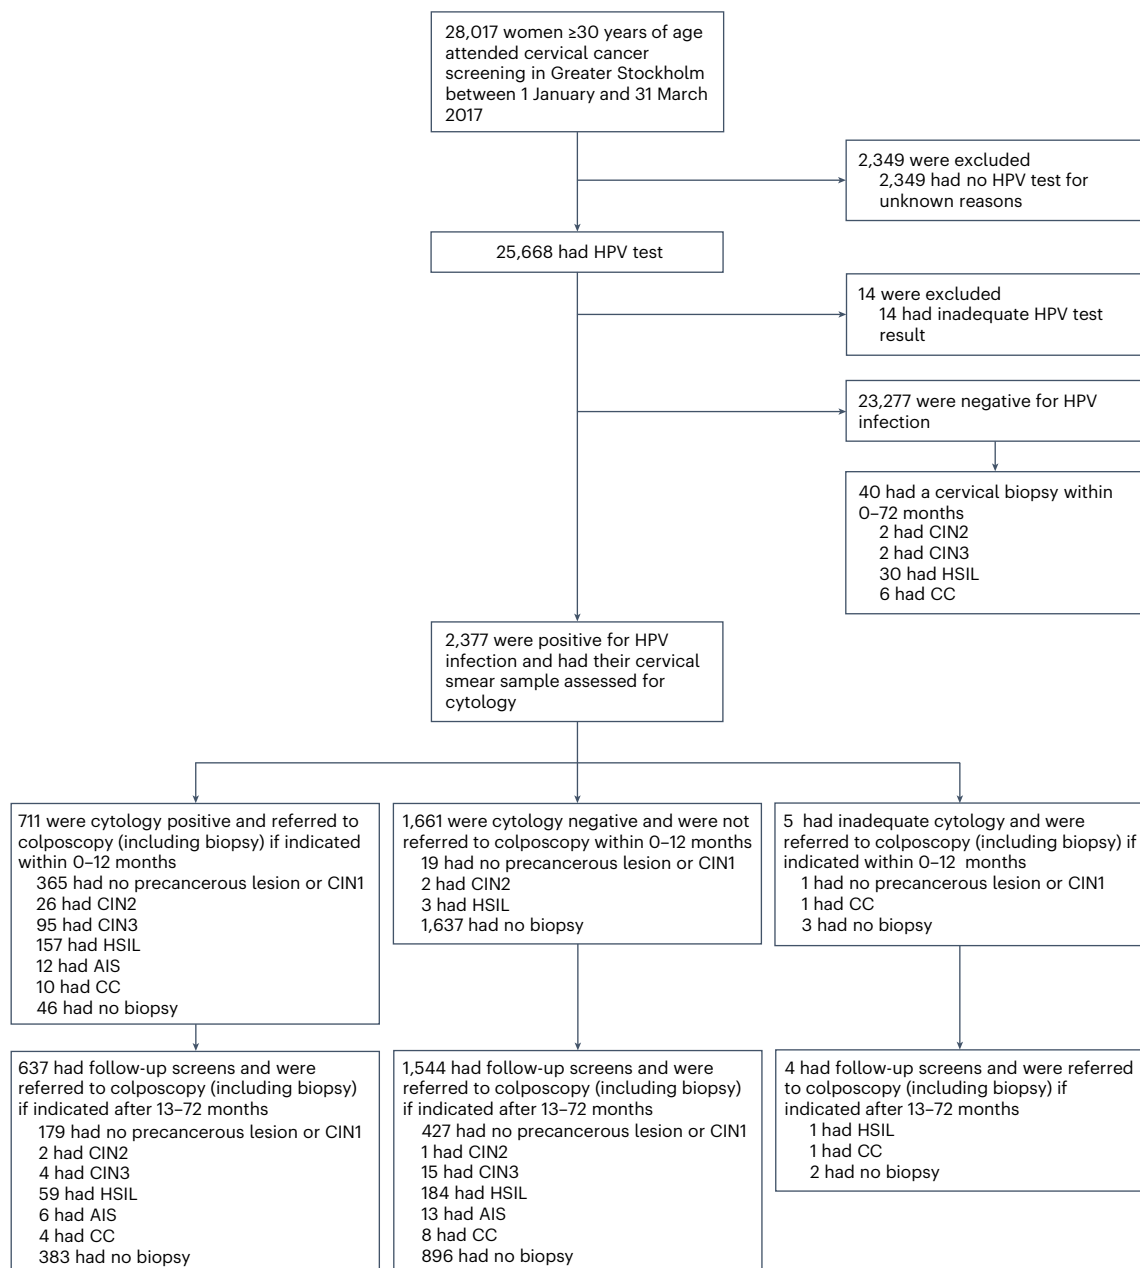 28,017 women ≥30 years of age
attended cervical cancer
screening in Greater Stockholm
between 1 January and 31 March
2017
2,349 were excluded
2,349 had no HPV test for
unknown reasons
25,668 had HPV test
14 were excluded
14 had inadequate HPV test
result
23,277 were negative for HPV
infection
40 had a cervical biopsy within
0–72 months
2 had CIN2
2 had CIN3
30 had HSIL
6 had CC
2,377 were positive for HPV
infection and had their cervical
smear sample assessed for
cytology
711 were cytology positive and referred to
colposcopy (including biopsy) if indicated
within 0–12 months
365 had no precancerous lesion or CIN1
26 had CIN2
95 had CIN3
157 had HSIL
12 had AIS
10 had CC
46 had no biopsy
1,661 were cytology negative and were not
referred to colposcopy within 0–12 months
19 had no precancerous lesion or CIN1
2 had CIN2
3 had HSIL
1,637 had no biopsy
5 had inadequate cytology and were
referred to colposcopy (including biopsy) if
indicated within 0–12 months
1 had no precancerous lesion or CIN1
1 had CC
3 had no biopsy
637 had follow-up screens and were
referred to colposcopy (including biopsy)
if indicated after 13–72 months
179 had no precancerous lesion or CIN1
2 had CIN2
4 had CIN3
59 had HSIL
6 had AIS
4 had CC
383 had no biopsy
1,544 had follow-up screens and were
referred to colposcopy (including biopsy)
if indicated after 13–72 months
427 had no precancerous lesion or CIN1
1 had CIN2
15 had CIN3
184 had HSIL
13 had AIS
8 had CC
896 had no biopsy
4 had follow-up screens and were referred
to colposcopy (including biopsy) if
indicated after 13–72 months
1 had HSIL
1 had CC
2 had no biopsy